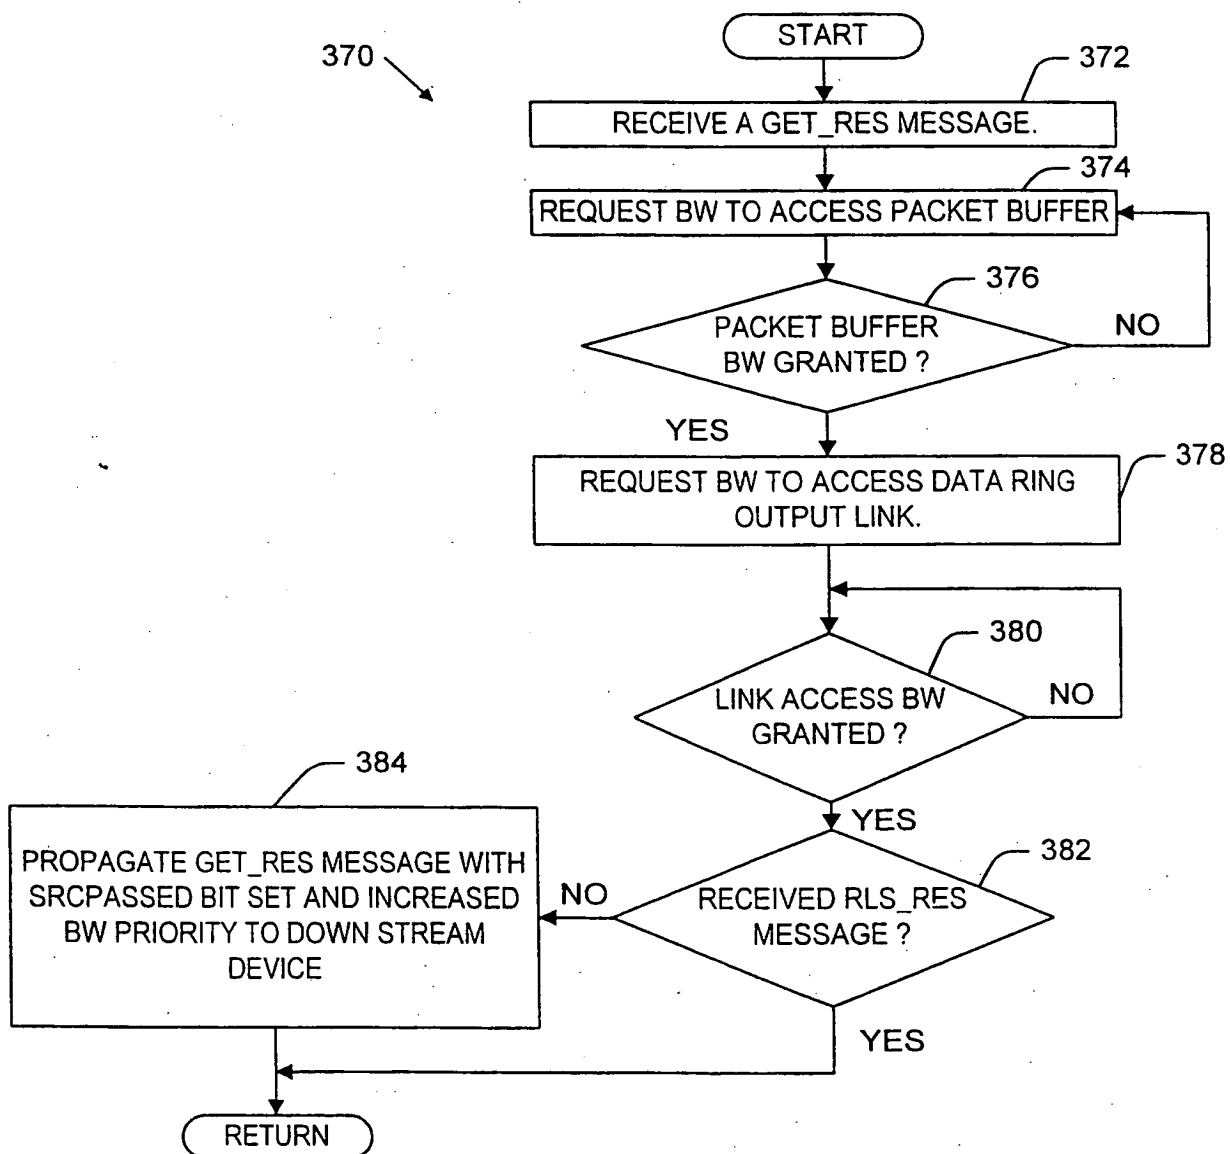 START
370
372
RECEIVE A GET_RES MESSAGE.
374
REQUEST BW TO ACCESS PACKET BUFFER
376
PACKET BUFFER
BW GRANTED ?
NO
YES
378
REQUEST BW TO ACCESS DATA RING
OUTPUT LINK.
380
LINK ACCESS BW
GRANTED ?
NO
YES
382
RECEIVED RLS_RES
MESSAGE ?
NO
384
PROPAGATE GET_RES MESSAGE WITH
SRCPASSED BIT SET AND INCREASED
BW PRIORITY TO DOWN STREAM
DEVICE
YES
RETURN